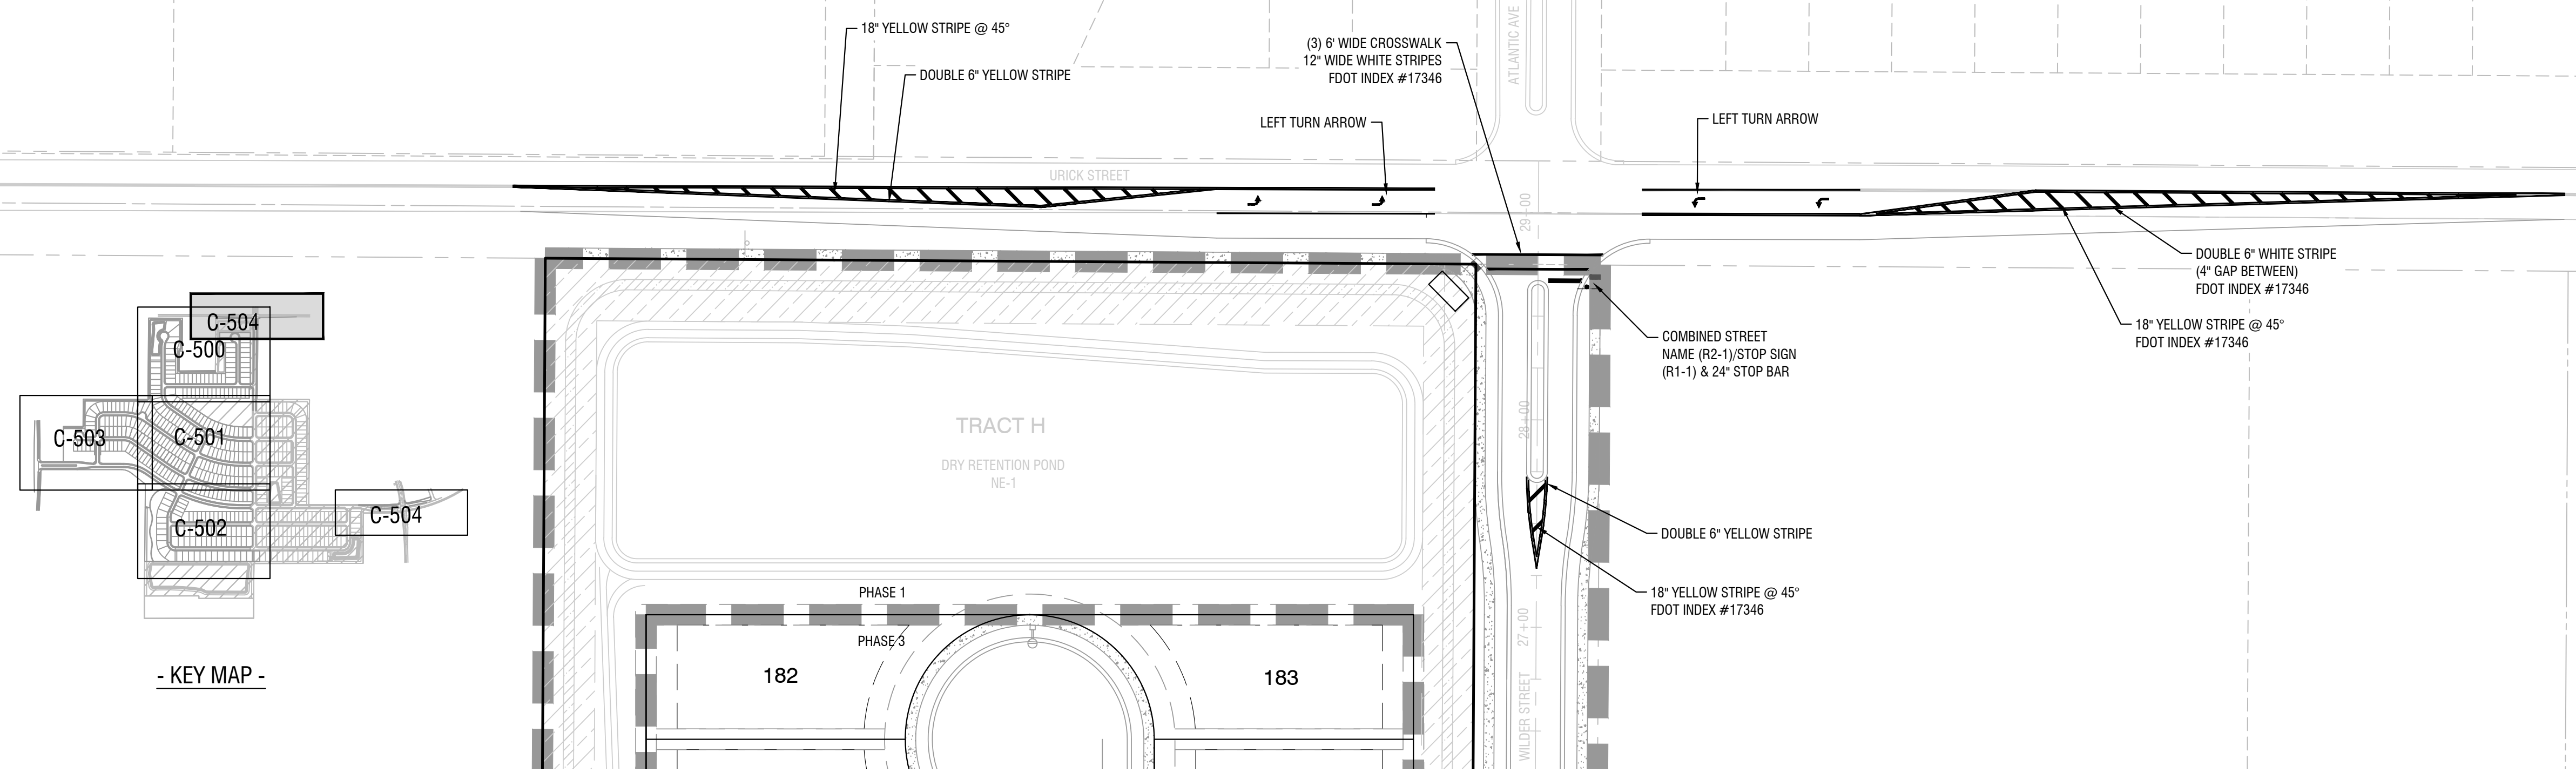 18" YELLOW STRIPE @ 45°
DOUBLE 6" YELLOW STRIPE
(3) 6' WIDE CROSSWALK
12" WIDE WHITE STRIPES
FDOT INDEX #17346
ATLANTIC AVE
LEFT TURN ARROW
LEFT TURN ARROW
URICK STREET
29+00
DOUBLE 6" WHITE STRIPE
(4" GAP BETWEEN)
FDOT INDEX #17346
18" YELLOW STRIPE @ 45°
FDOT INDEX #17346
COMBINED STREET
NAME (R2-1)/STOP SIGN
(R1-1) & 24" STOP BAR
C-504
C-500
C-503
C-501
C-504
C-502
- KEY MAP -
TRACT H
DRY RETENTION POND
NE-1
28+00
DOUBLE 6" YELLOW STRIPE
18" YELLOW STRIPE @ 45°
FDOT INDEX #17346
PHASE 1
PHASE 3
182
183
27+00
WILDER STREET